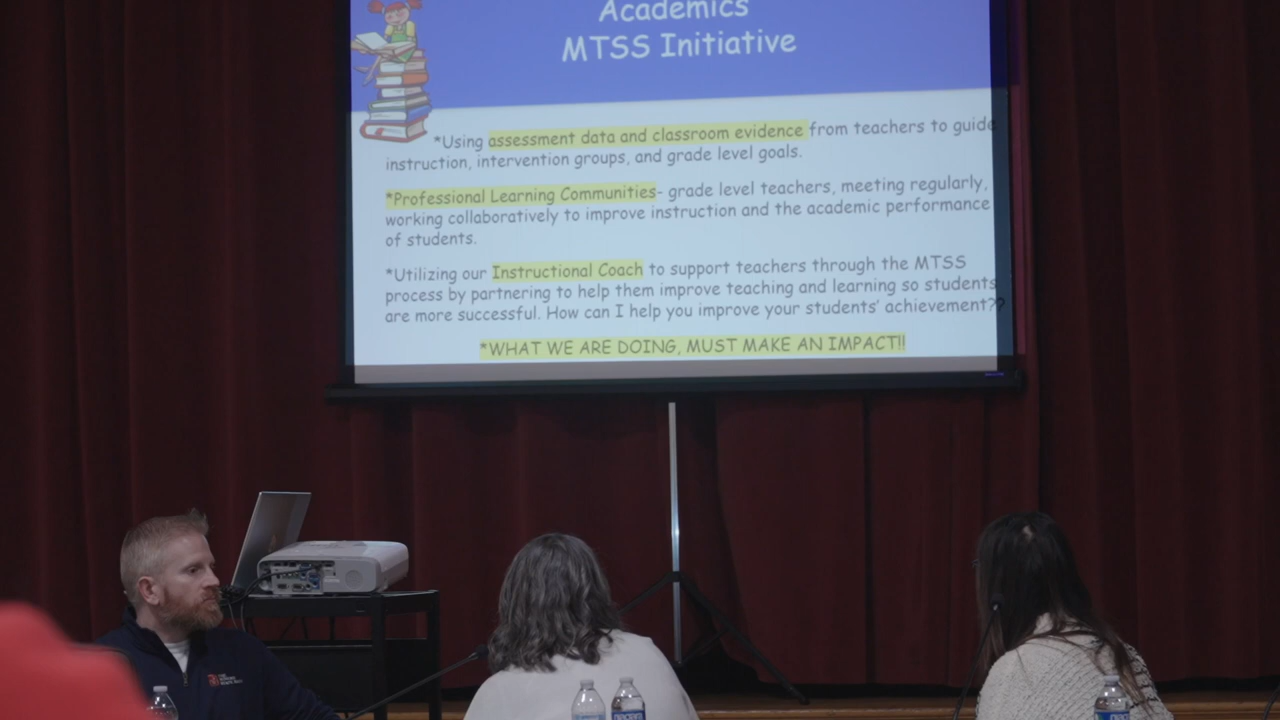 Academics
MTSS Initiative
*Using assessment data and classroom evidence from teachers to guide
instruction, intervention groups, and grade level goals.
*Professional Learning Communities- grade level teachers, meeting regularly,
working collaboratively to improve instruction and the academic performance
of students.
*Utilizing our Instructional Coach to support teachers through the MTSS
process by partnering to help them improve teaching and learning so students
are more successful. How can I help you improve your students' achievement??
*WHAT WE ARE DOING, MUST MAKE AN IMPACT!!